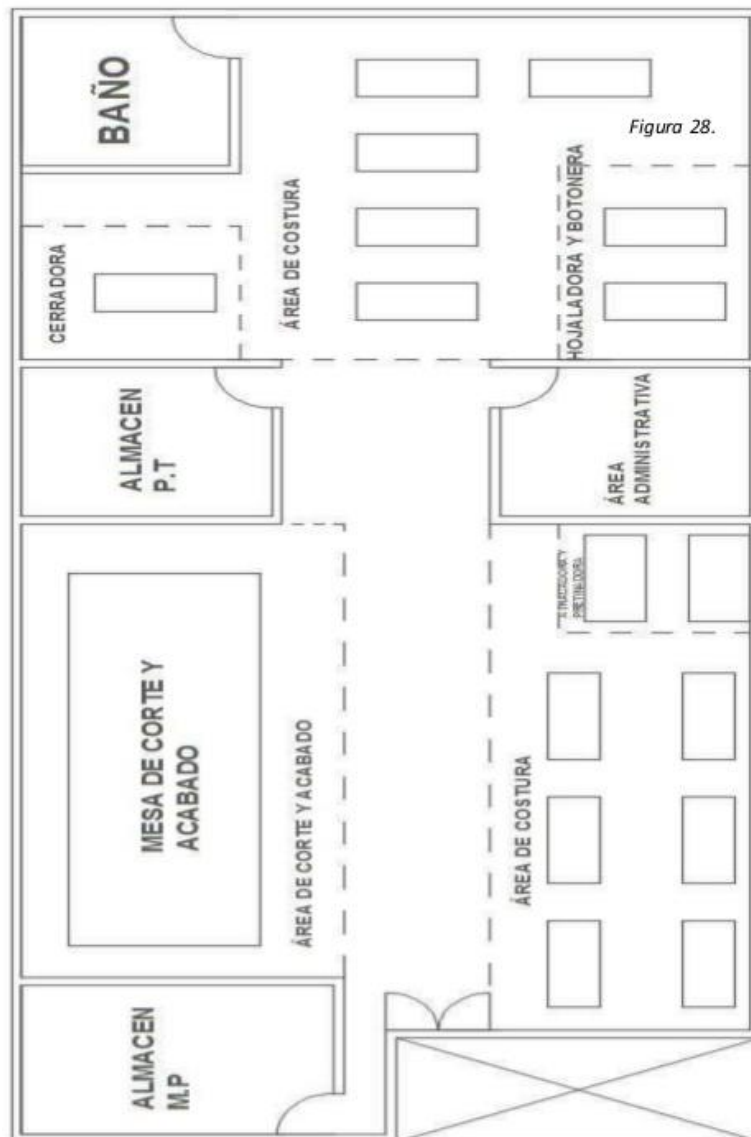 BAÑO
Figura 28.
CERRADORA
ÁREA DE COSTURA
HOJALADORA Y BOTONERA
ALMACEN
P.T
ÁREA
ADMINISTRATIVA
PRETINADORA
MESA DE CORTE Y
ACABADO
ÁREA DE CORTE Y ACABADO
ÁREA DE COSTURA
ALMACEN
M.P